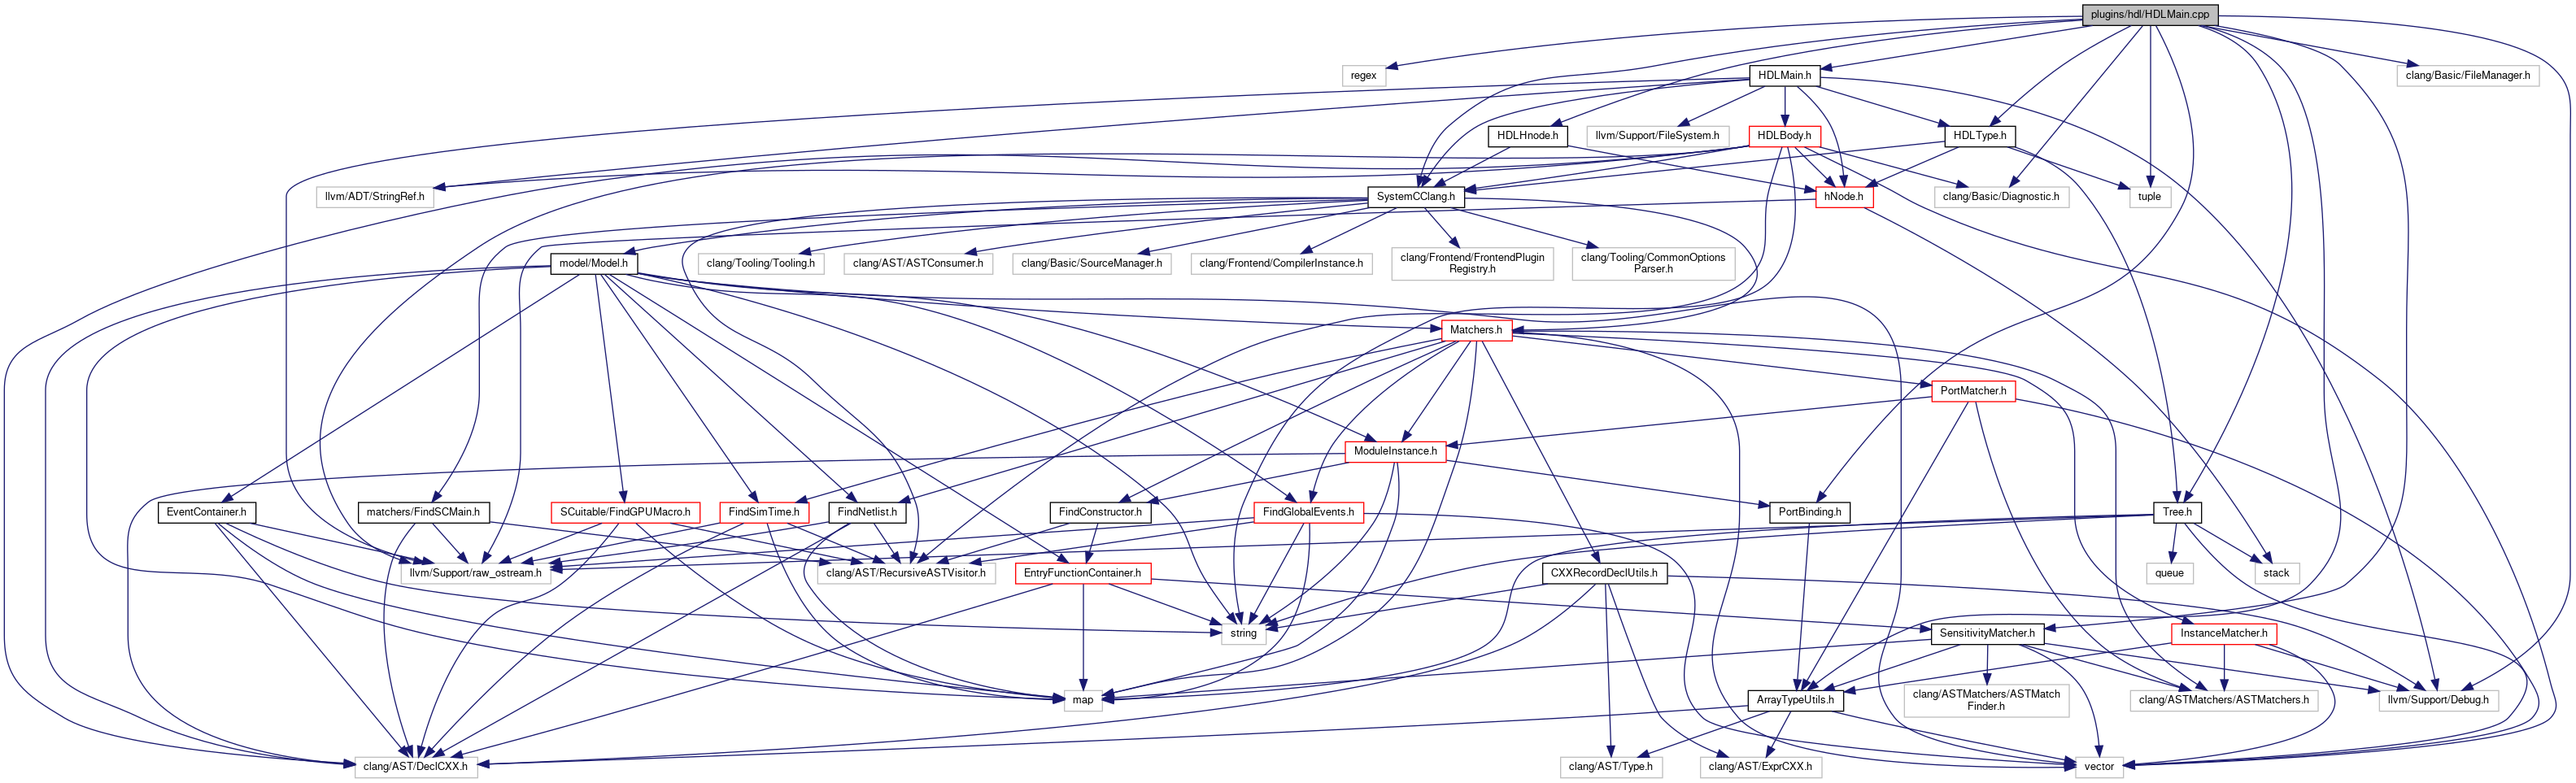 plugins/hdl/HDLMain.cpp
regex
HDLMain.h
clang/Basic/FileManager.h
HDLHnode.h
llvm/Support/FileSystem.h
HDLBody.h
HDLType.h
llvm/ADT/StringRef.h
SystemCClang.h
hNode.h
clang/Basic/Diagnostic.h
tuple
model/Model.h
clang/Tooling/Tooling.h
clang/AST/ASTConsumer.h
clang/Basic/SourceManager.h
clang/Frontend/CompilerInstance.h
clang/Frontend/FrontendPlugin
Registry.h
clang/Tooling/CommonOptions
Parser.h
Matchers.h
PortMatcher.h
ModuleInstance.h
EventContainer.h
matchers/FindSCMain.h
SCuitable/FindGPUMacro.h
FindSimTime.h
FindNetlist.h
FindConstructor.h
FindGlobalEvents.h
PortBinding.h
Tree.h
llvm/Support/raw_ostream.h
clang/AST/RecursiveASTVisitor.h
EntryFunctionContainer.h
CXXRecordDeclUtils.h
queue
stack
string
SensitivityMatcher.h
InstanceMatcher.h
map
ArrayTypeUtils.h
clang/ASTMatchers/ASTMatch
Finder.h
clang/ASTMatchers/ASTMatchers.h
llvm/Support/Debug.h
clang/AST/DeclCXX.h
clang/AST/Type.h
clang/AST/ExprCXX.h
vector